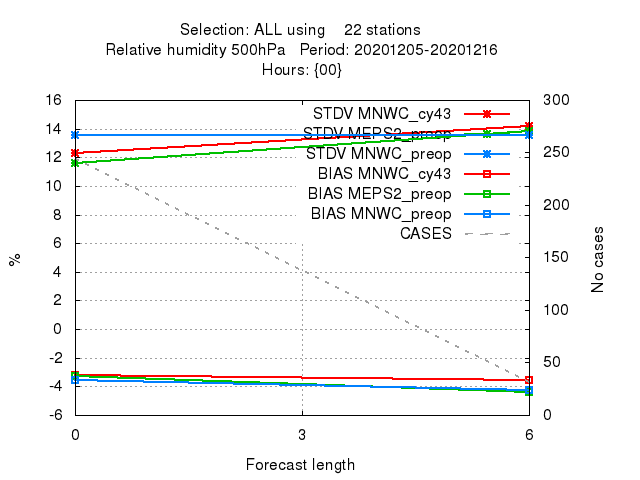 Selection: ALL using 22 stations
Relative humidity 500hPa Period: 20201205-20201216
Hours: {00}
16 300
STDV MNWC_cy43
14
STDV MEPS2_preop
12 250
STDV MNWC_preop
BIAS MNWC_cy43
10
BIAS MEPS2_preop
200
8
BIAS MNWC_preop
CASES
6
150
4
% No cases
2
100
0
-2
50
-4
-6 0
0 3 6
Forecast length